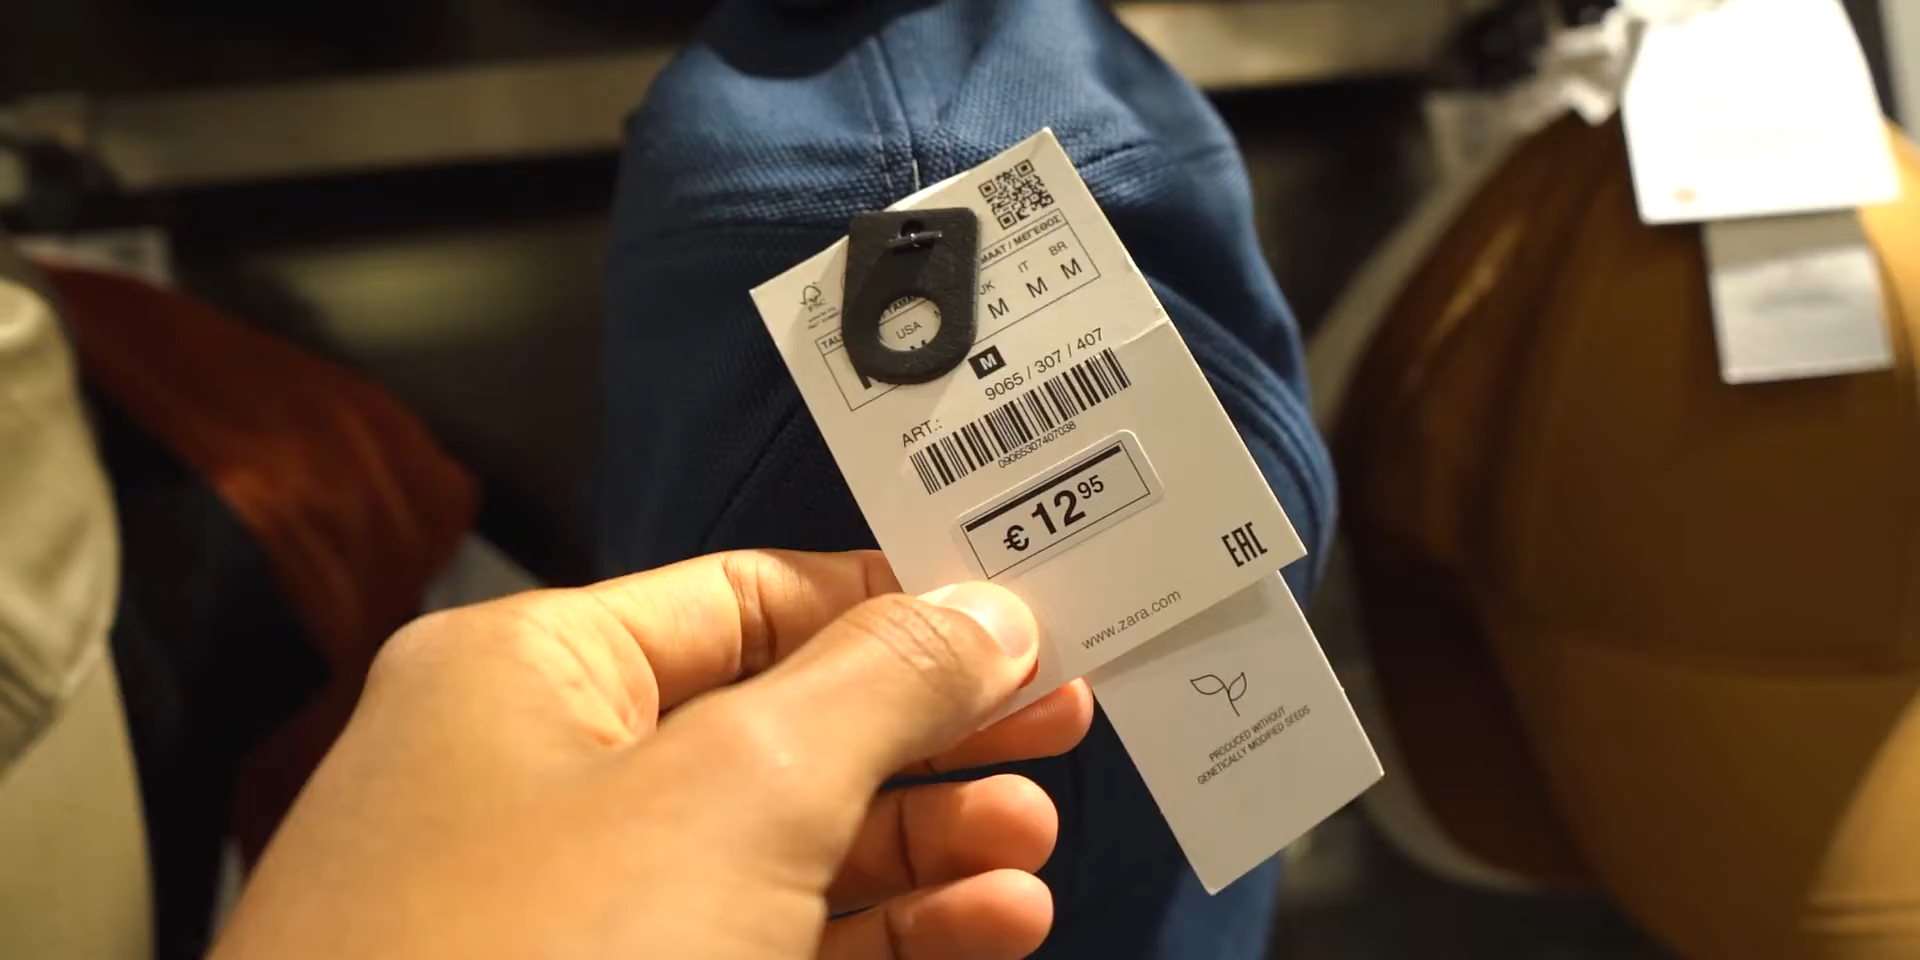 FSC
MAAT / ΜΕΓΕΘΟΣ
USA
UK
IT
BR
M
M
M
M
ART.:
9065 / 307 / 407
09065307407038
€ 12 95
EAC
www.zara.com
PRODUCED WITHOUT
GENETICALLY MODIFIED SEEDS